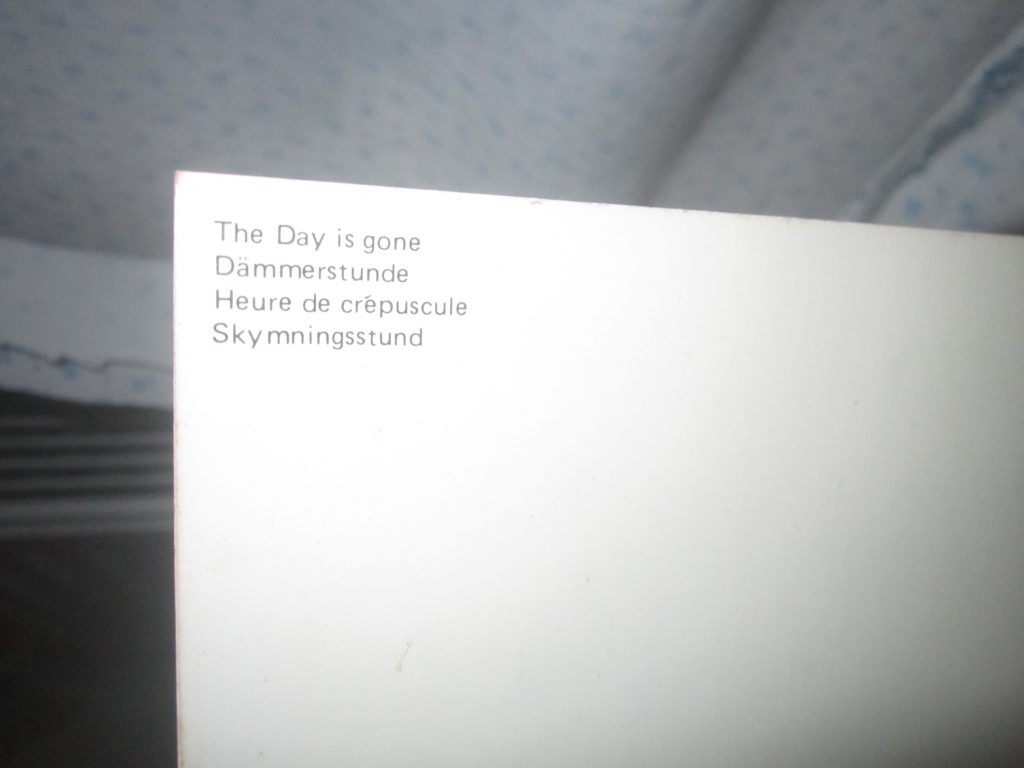 The Day is gone
Dämmerstunde
Heure de crépuscule
Skymningsstund